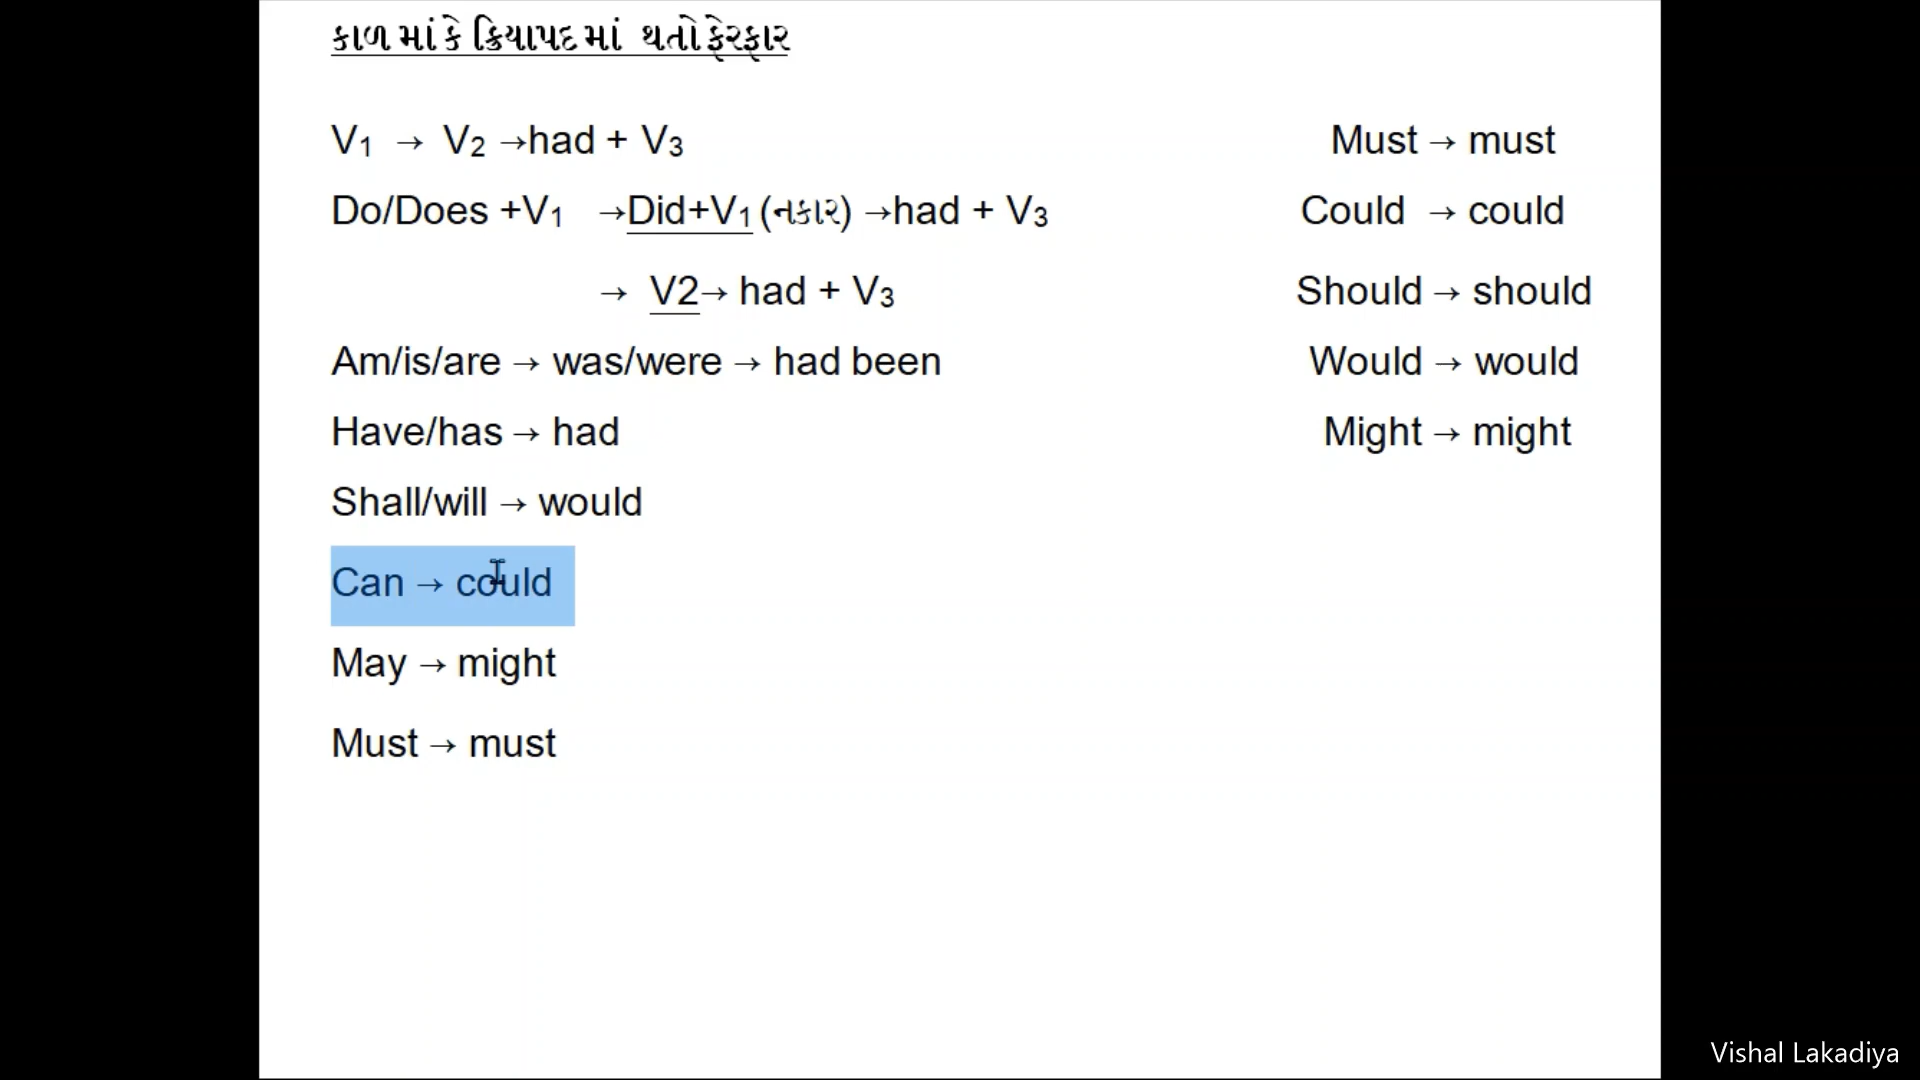 કાળ માં કે ક્રિયાપદ માં થતો ફેરફાર
V₁ → V₂ →had + V₃
Do/Does +V₁ →Did+V₁ (નકાર) →had + V₃
→ V2→ had + V₃
Am/is/are → was/were → had been
Have/has → had
Shall/will → would
Can → could
May → might
Must → must
Must → must
Could → could
Should → should
Would → would
Might → might
Vishal Lakadiya